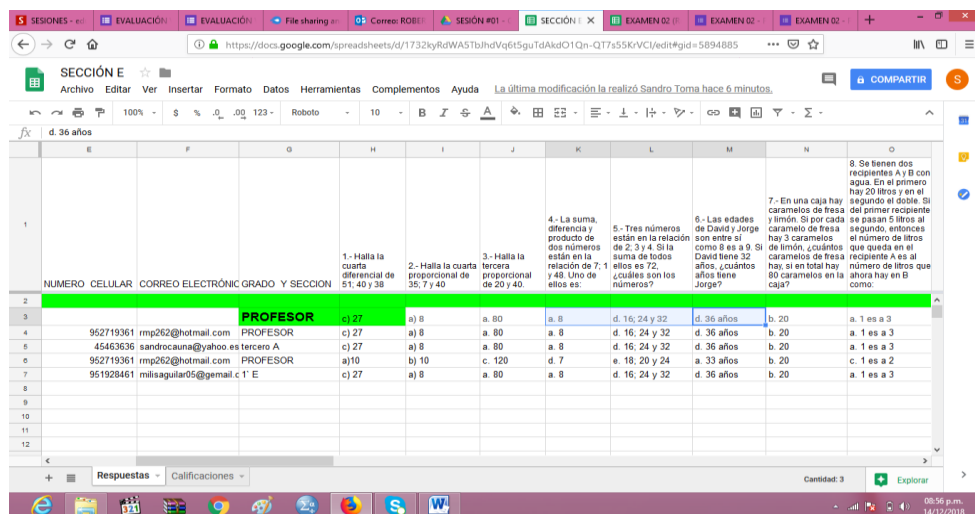 SESIONES - est
EVALUACIÓN
EVALUACIÓN
File sharing an
Correo: ROBER
SESIÓN #01 - C
SECCIÓN E
EXAMEN 02 (R
EXAMEN 02 -
EXAMEN 02 -
https://docs.google.com/spreadsheets/d/1732kyRdWA5TbJhdVq6t5guTdAkdO1Qn-QT7s55KrVCI/edit#gid=5894885
SECCIÓN E
COMPARTIR
S
Archivo Editar Ver Insertar Formato Datos Herramientas Complementos Ayuda La última modificación la realizó Sandro Toma hace 6 minutos.
100% $ % .0 .00 123 Roboto 10 B I S A
fx d. 36 años
E F G H I J K L M N O
1 NUMERO CELULAR CORREO ELECTRÓNIC GRADO Y SECCION
1.- Halla la
cuarta
diferencial de
51; 40 y 38
2.- Halla la cuarta
proporcional de
35; 7 y 40
3.- Halla la
tercera
proporcional
de 20 y 40.
4.- La suma,
diferencia y
producto de
dos números
están en la
relación de 7; 1
y 48. Uno de
ellos es:
5.- Tres números
están en la relación
de 2; 3 y 4. Si la
suma de todos
ellos es 72,
¿cuáles son los
números?
6.- Las edades
de David y Jorge
son entre sí
como 8 es a 9. Si
David tiene 32
años, ¿cuántos
años tiene
Jorge?
7.- En una caja hay
caramelos de fresa
y limón. Si por cada
caramelo de fresa
hay 3 caramelos
de limón, ¿cuántos
caramelos de fresa
hay, si en total hay
80 caramelos en la
caja?
8. Se tienen dos
recipientes A y B con
agua. En el primero
hay 20 litros y en el
segundo el doble. Si
del primer recipiente
se pasan 5 litros al
segundo, entonces
el número de litros
que queda en el
recipiente A es al
número de litros que
ahora hay en B
como:
2
3 PROFESOR c) 27 a) 8 a. 80 a. 8 d. 16; 24 y 32 d. 36 años b. 20 a. 1 es a 3
4 952719361 rmp262@hotmail.com PROFESOR c) 27 a) 8 a. 80 a. 8 d. 16; 24 y 32 d. 36 años b. 20 a. 1 es a 3
5 45463636 sandrocauna@yahoo.es tercero A c) 27 a) 8 a. 80 a. 8 d. 16; 24 y 32 d. 36 años b. 20 a. 1 es a 3
6 952719361 rmp262@hotmail.com PROFESOR a)10 b) 10 c. 120 d. 7 e. 18; 20 y 24 a. 33 años b. 20 c. 1 es a 2
7 951928461 milisaguilar05@gemail.c 1` E c) 27 a) 8 a. 80 a. 8 d. 16; 24 y 32 d. 36 años b. 20 a. 1 es a 3
8
9
10
11
12
Respuestas Calificaciones Cantidad: 3 Explorar
08:56 p.m.
14/12/2018